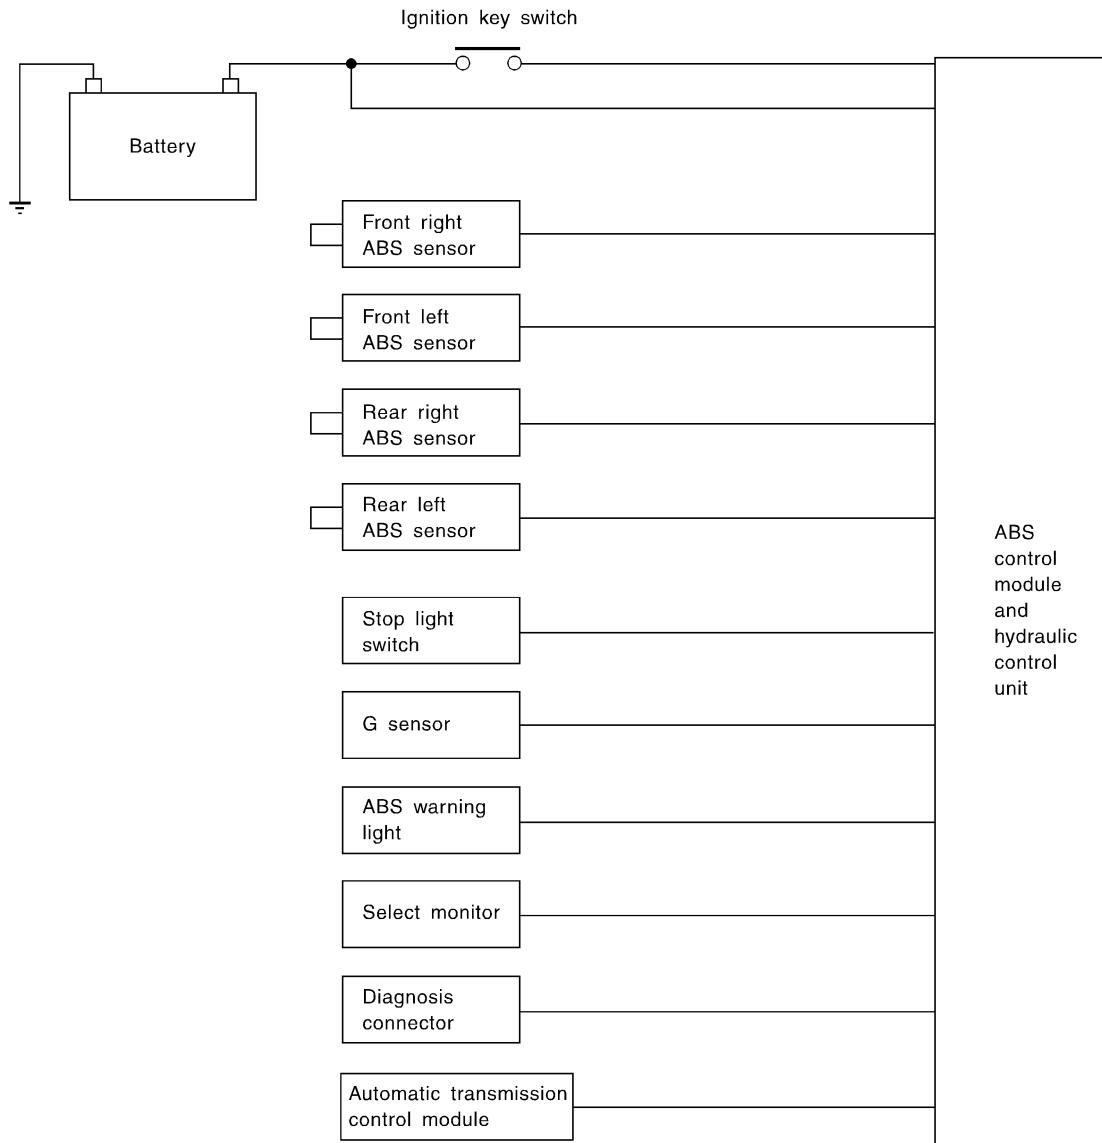 Ignition key switch
Battery
Front right
ABS sensor
Front left
ABS sensor
Rear right
ABS sensor
Rear left
ABS sensor
Stop light
switch
G sensor
ABS warning
light
Select monitor
Diagnosis
connector
Automatic transmission
control module
ABS
control
module
and
hydraulic
control
unit